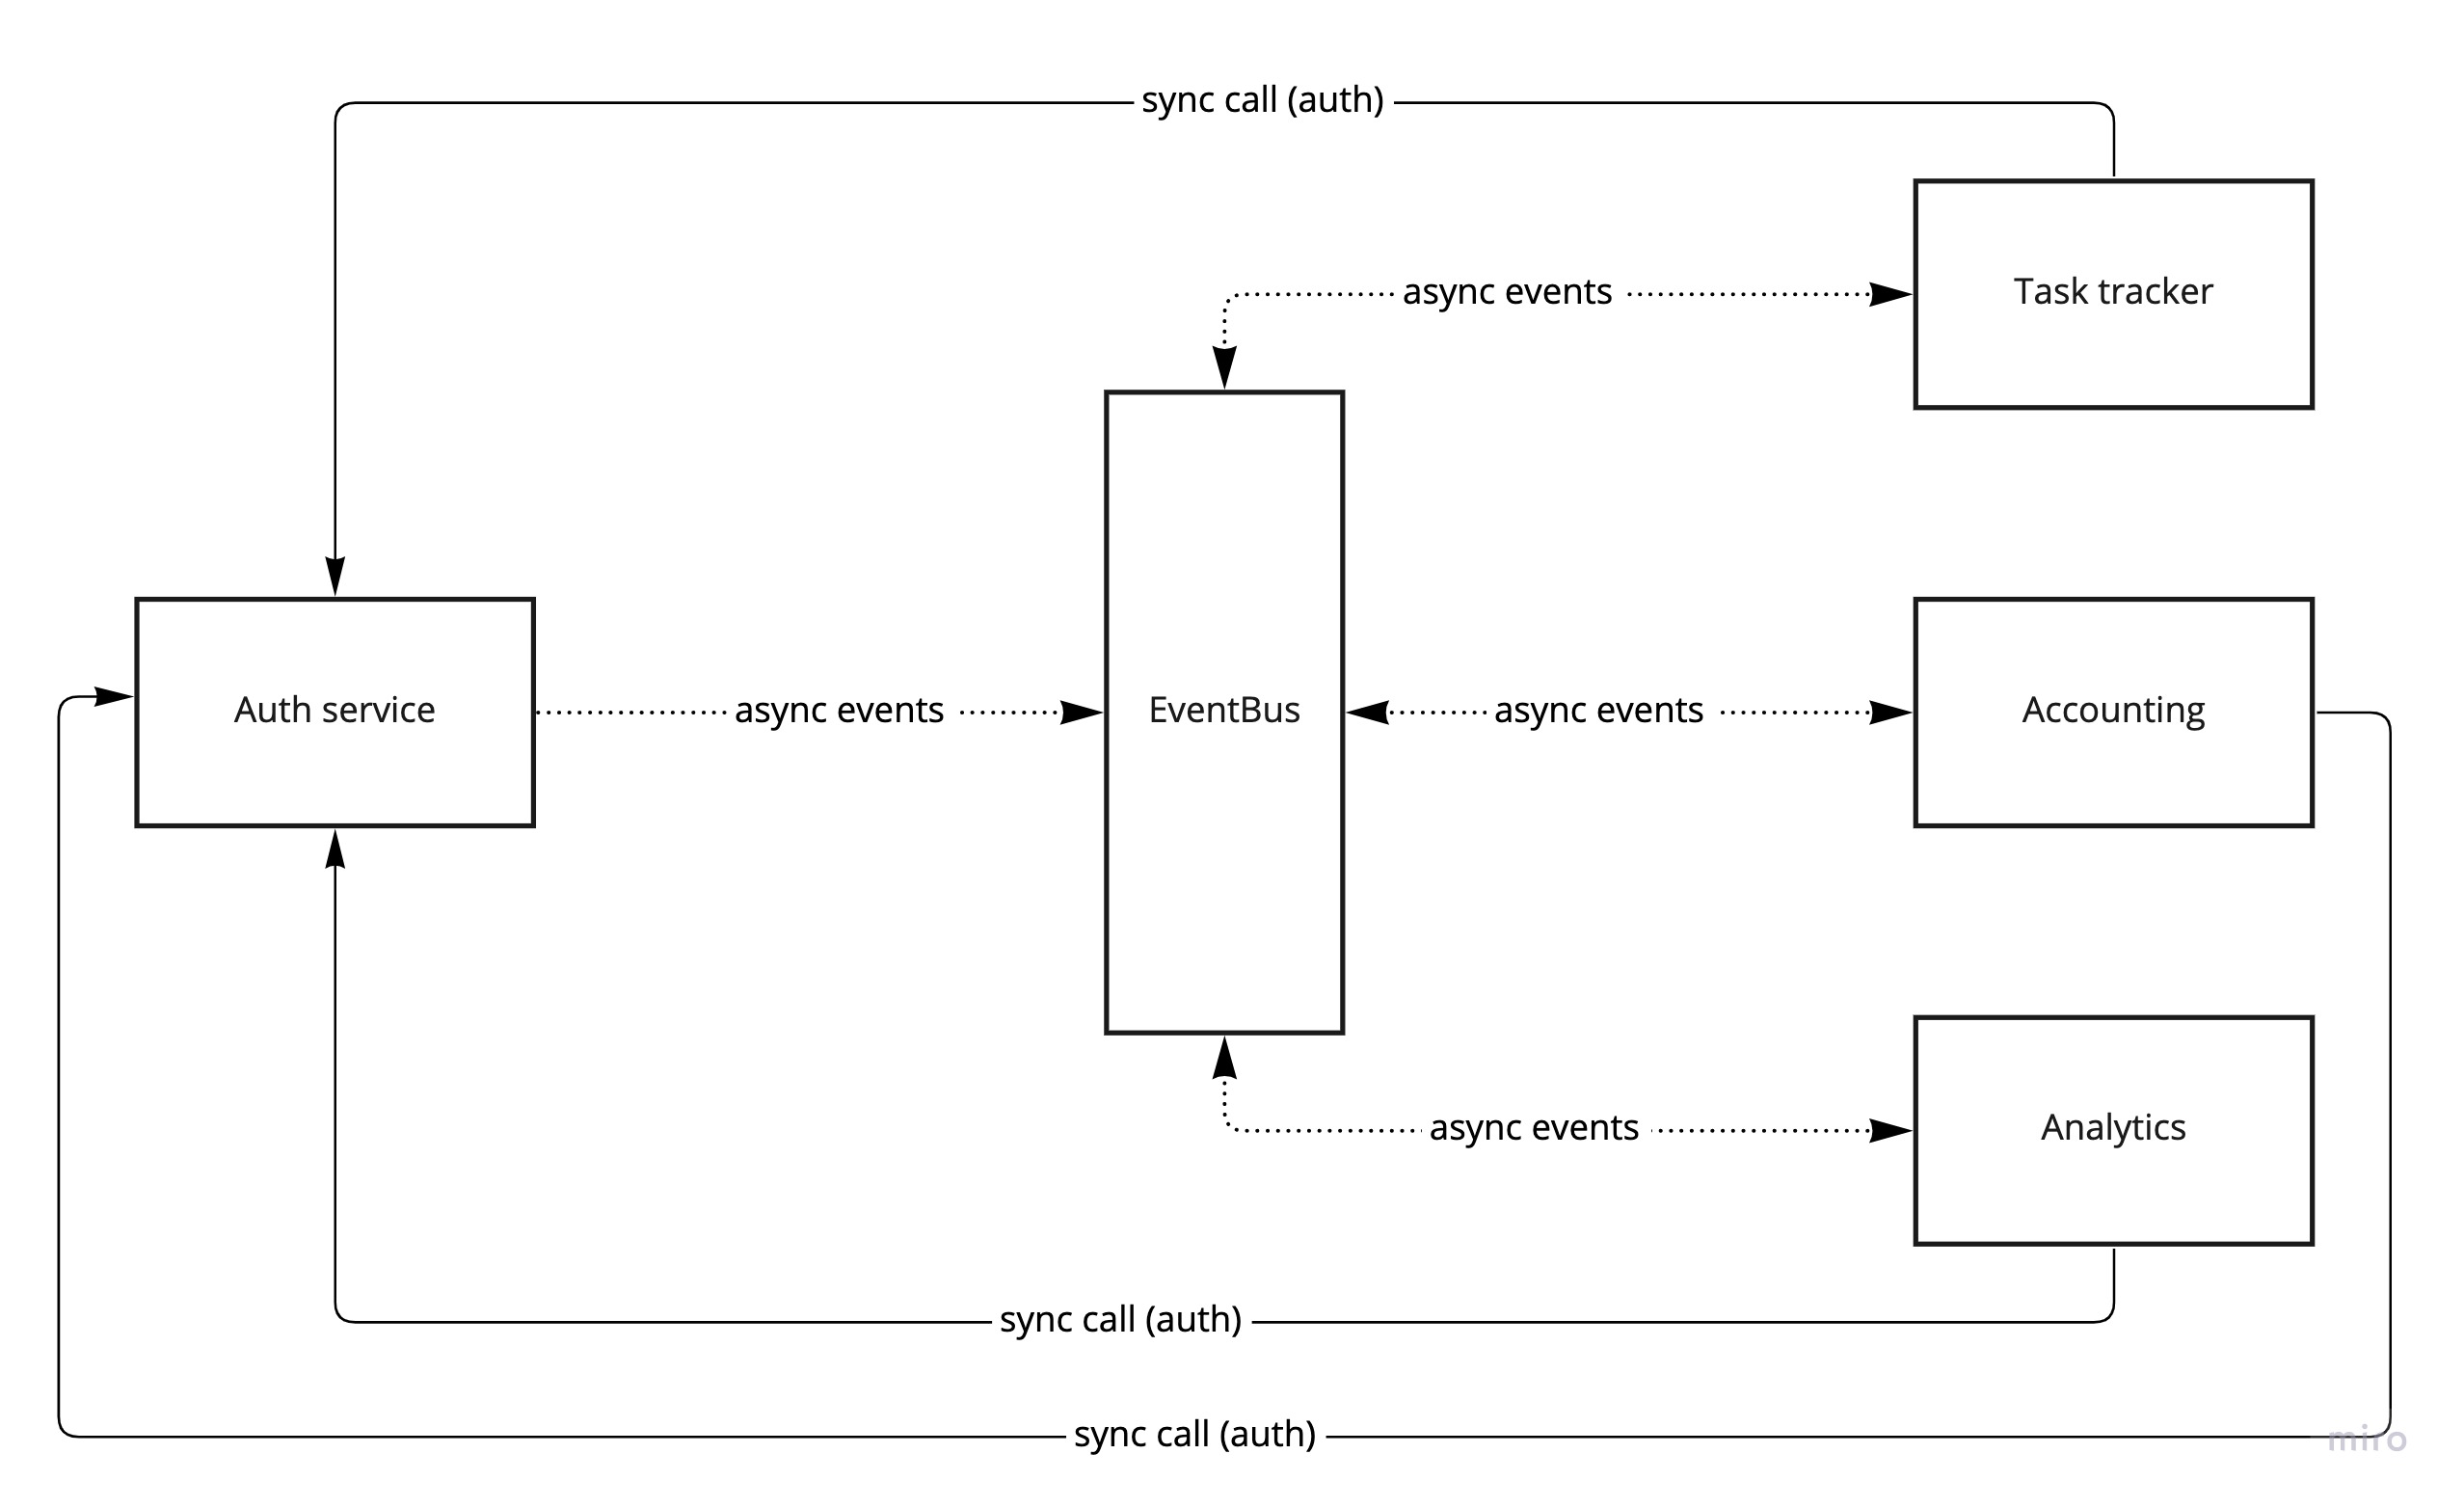 sync call (auth)
async events
Task tracker
Auth service
async events
EventBus
async events
Accounting
async events
Analytics
sync call (auth)
sync call (auth)
miro